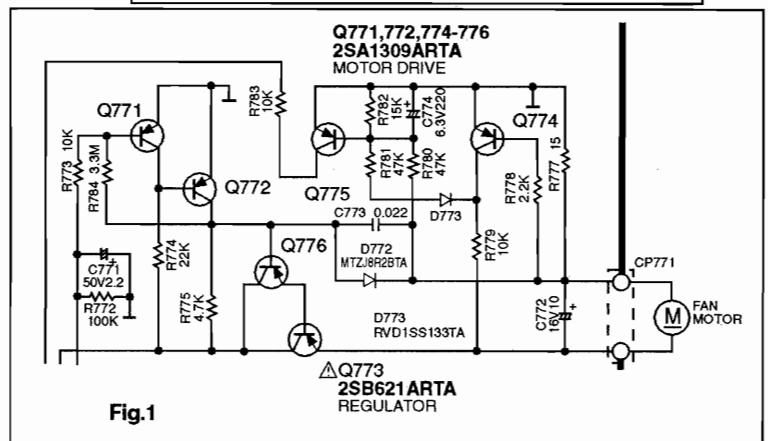 Q771,772,774-776
2SA1309ARTA
MOTOR DRIVE
Q771
R773 10K
R784 3.3M
Q772
R783
10K
R782
15K
C774
6.3V220
+
Q774
R781
47K
R780
47K
Q775
R778
2.2K
R777 15
C773 0.022
D773
R779
10K
Q776
D772
MTZJ8R2BTA
R774
22K
C771
50V2.2
+
R772
100K
R775
4.7K
C772
16V10
+
CP771
M
FAN
MOTOR
D773
RVD1SS133TA
⚠Q773
2SB621ARTA
REGULATOR
Fig.1